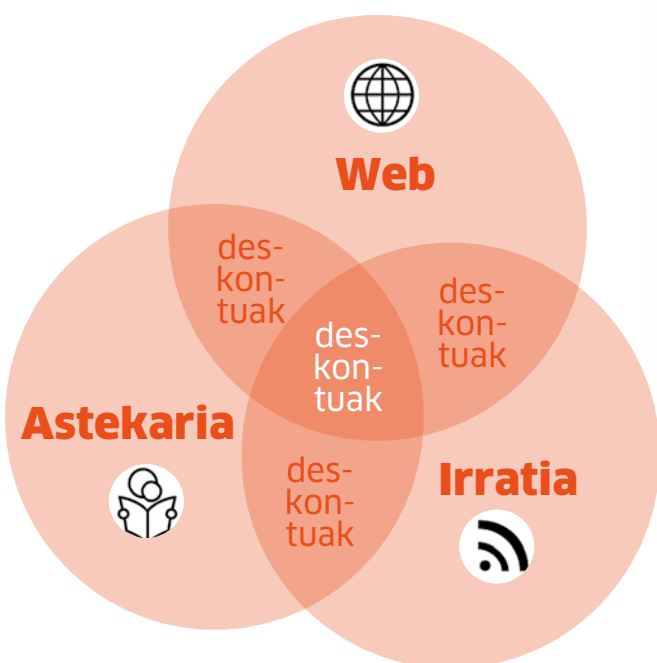 Web
des-
kon-
tuak
des-
kon-
tuak
des-
kon-
tuak
Astekaria
des-
kon-
tuak
Irratia